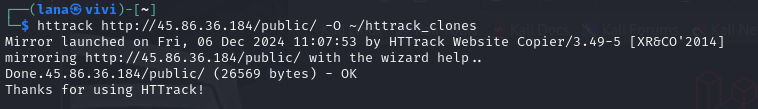 ┌──(lana㉿vivi)-[~]
└─$ httrack http://45.86.36.184/public/ -O ~/httrack_clones
Mirror launched on Fri, 06 Dec 2024 11:07:53 by HTTrack Website Copier/3.49-5 [XR&CO'2014]
mirroring http://45.86.36.184/public/ with the wizard help..
Done.45.86.36.184/public/ (26569 bytes) - OK
Thanks for using HTTrack!